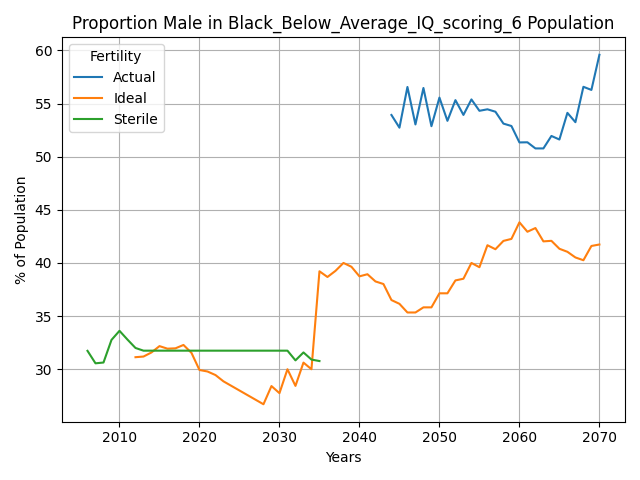 Proportion Male in Black_Below_Average_IQ_scoring_6 Population
Fertility
Actual
Ideal
Sterile
% of Population
60
55
50
45
40
35
30
2010
2020
2030
2040
2050
2060
2070
Years